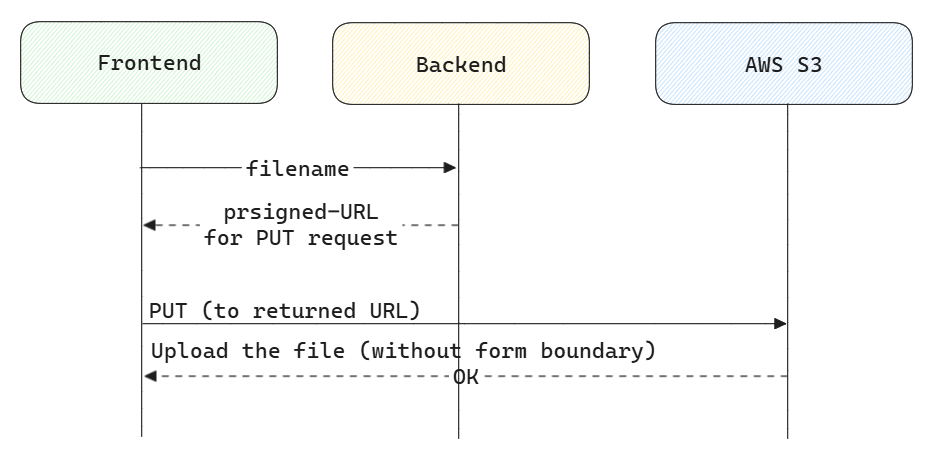 Frontend
Backend
AWS S3
filename
prsigned-URL
for PUT request
PUT (to returned URL)
Upload the file (without form boundary)
OK